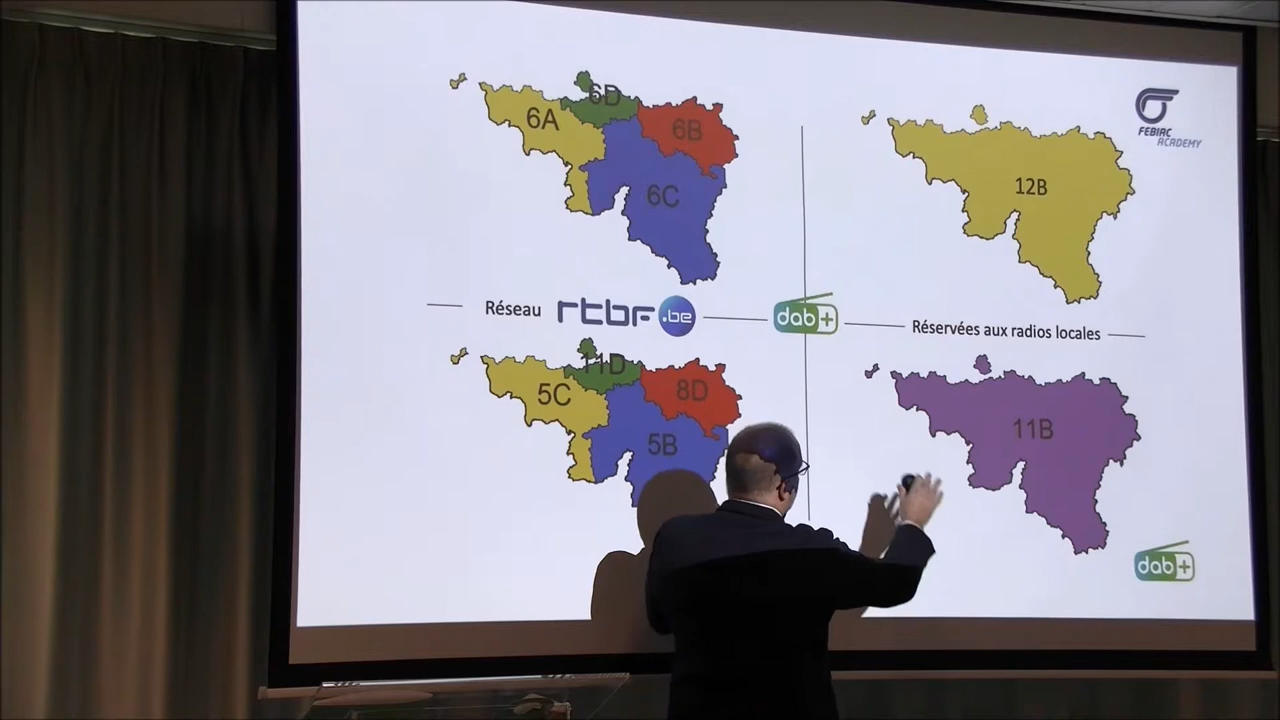 6A
6D
6B
6C
12B
FEBIAC
ACADEMY
Réseau rtbf.be
dab+
Réservées aux radios locales
5C
11D
8D
5B
11B
dab+